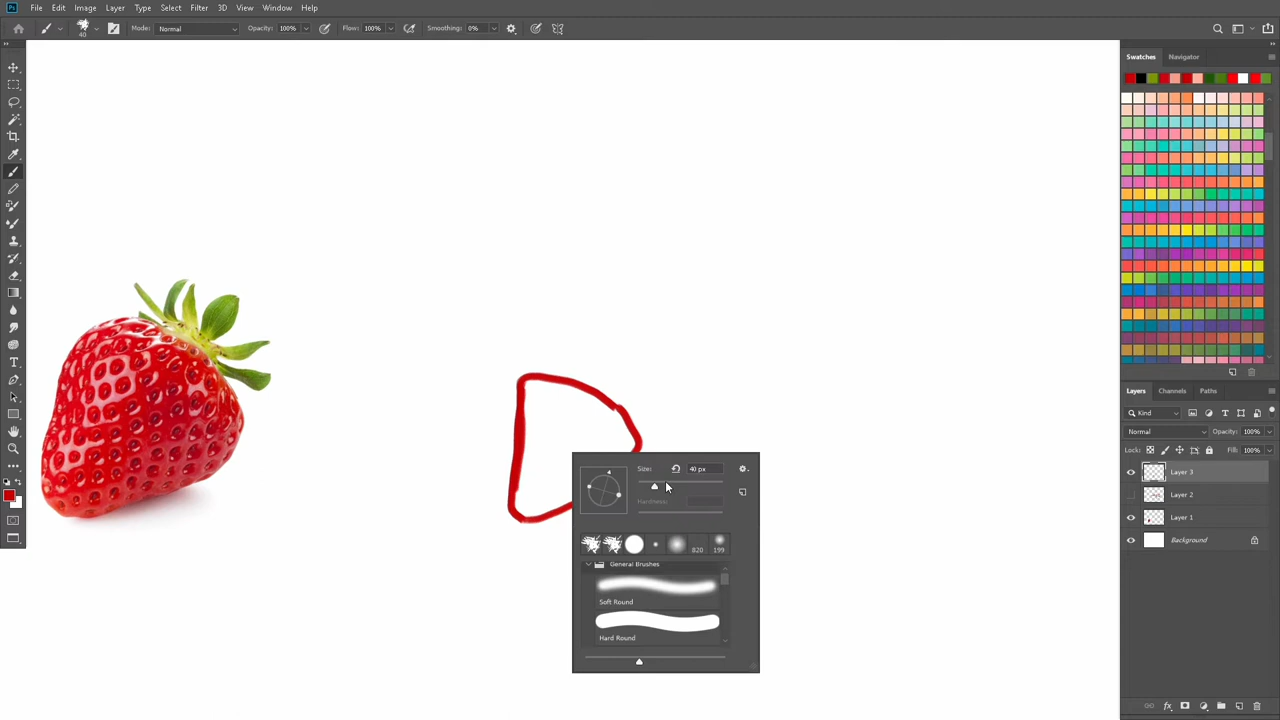 Ps File Edit Image Layer Type Select Filter 3D View Window Help
40 Mode: Normal Opacity: 100% Flow: 100% Smoothing: 0%
Swatches Navigator
Layers Channels Paths
Kind
Normal Opacity: 100%
Lock: Fill: 100%
Layer 3
Layer 2
Layer 1
Background
Size: 40 px
Hardness:
820 199
General Brushes
Soft Round
Hard Round